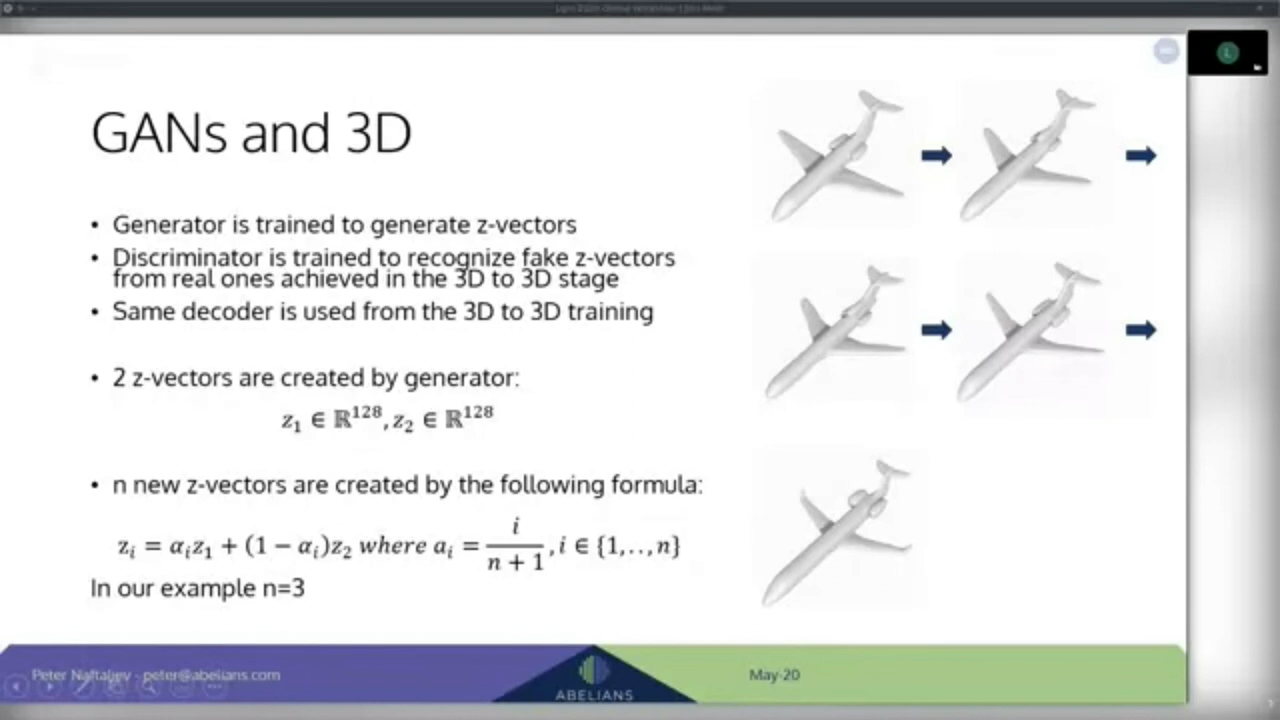 GANs and 3D
• Generator is trained to generate z-vectors
• Discriminator is trained to recognize fake z-vectors
from real ones achieved in the 3D to 3D stage
• Same decoder is used from the 3D to 3D training
• 2 z-vectors are created by generator:
z₁ ∈ ℝ¹²⁸, z₂ ∈ ℝ¹²⁸
• n new z-vectors are created by the following formula:
zᵢ = αᵢz₁ + (1 − αᵢ)z₂ where aᵢ = i / (n + 1), i ∈ {1,..,n}
In our example n=3
Peter Naftaliev - peter@abelians.com
ABELIANS
May-20
L